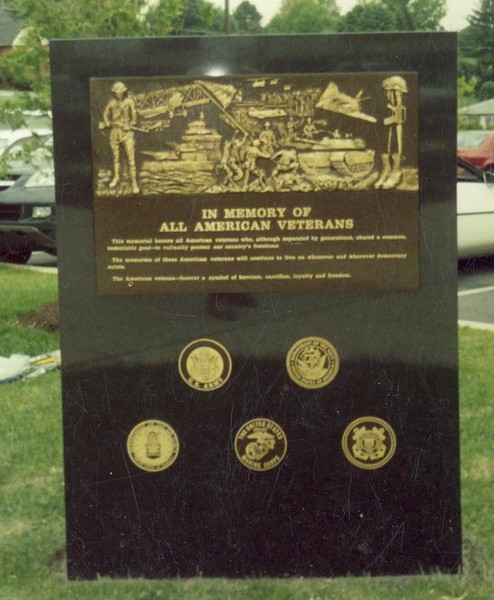 IN MEMORY OF
ALL AMERICAN VETERANS
This memorial honors all American veterans who, although separated by generations, shared a common,
undeniable goal—to valiantly protect our country's freedoms.
The memories of these American veterans will continue to live on whenever and wherever democracy
exists.
The American veteran—forever a symbol of heroism, sacrifice, loyalty and freedom.
U.S. ARMY
THE UNITED STATES
MARINE CORPS